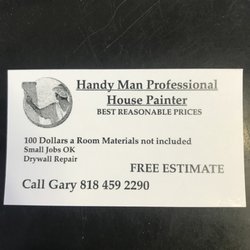 Handy Man Professional
House Painter
BEST REASONABLE PRICES
100 Dollars a Room Materials not included
Small Jobs OK
Drywall Repair
FREE ESTIMATE
Call Gary 818 459 2290